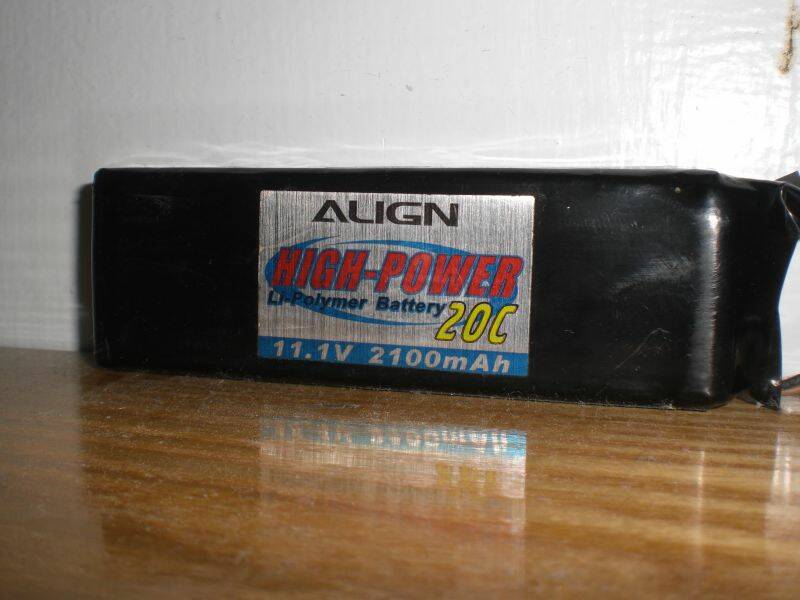 ALIGN
HIGH-POWER
Li-Polymer Battery
20C
11.1V 2100mAh